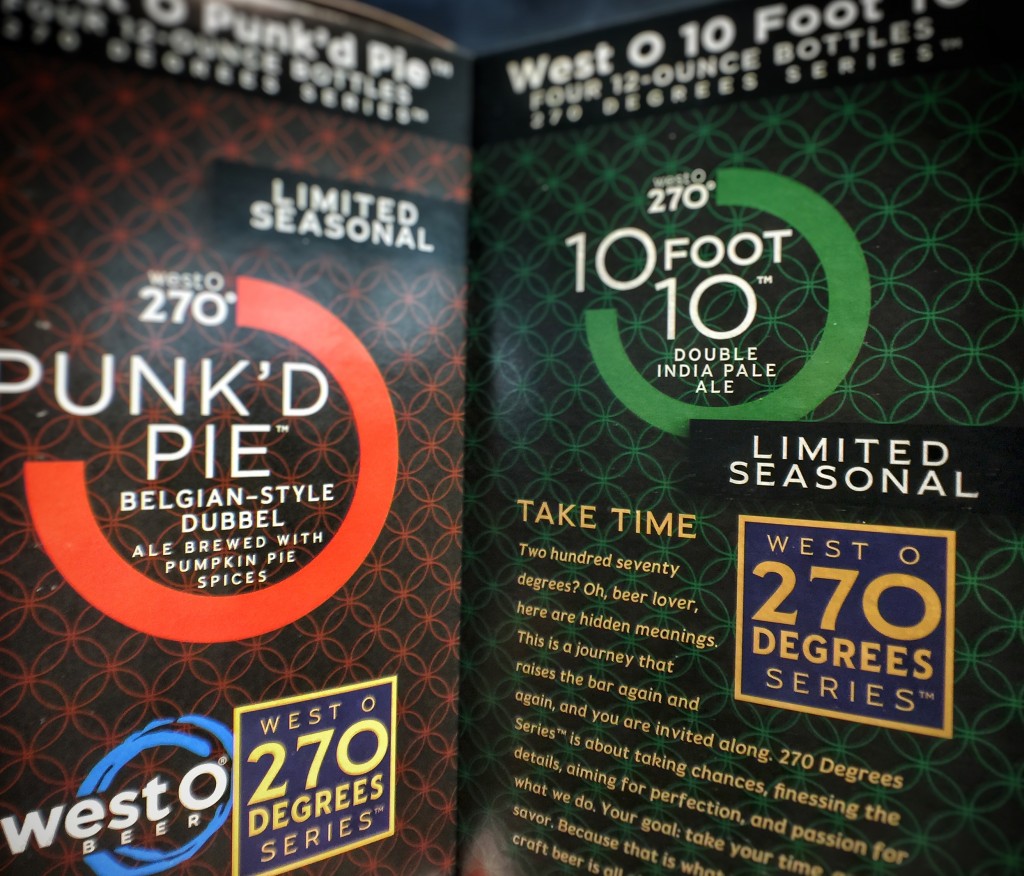 O Punk'd Pie™
FOUR 12-OUNCE BOTTLES
270 DEGREES SERIES™
LIMITED
SEASONAL
west O
270°
PUNK'D
PIE™
BELGIAN-STYLE
DUBBEL
ALE BREWED WITH
PUMPKIN PIE
SPICES
west O®
BEER
WEST O
270
DEGREES
SERIES™
West O 10 Foot
FOUR 12-OUNCE BOTTLES
270 DEGREES SERIES™
west O
270°
10 FOOT
10™
DOUBLE
INDIA PALE
ALE
LIMITED
SEASONAL
TAKE TIME
Two hundred seventy
degrees? Oh, beer lover,
here are hidden meanings.
This is a journey that
raises the bar again and
again, and you are invited along. 270 Degrees
Series™ is about taking chances, finessing the
details, aiming for perfection, and passion for
what we do. Your goal: take your time
savor. Because that is what
craft beer is all
WEST O
270
DEGREES
SERIES™